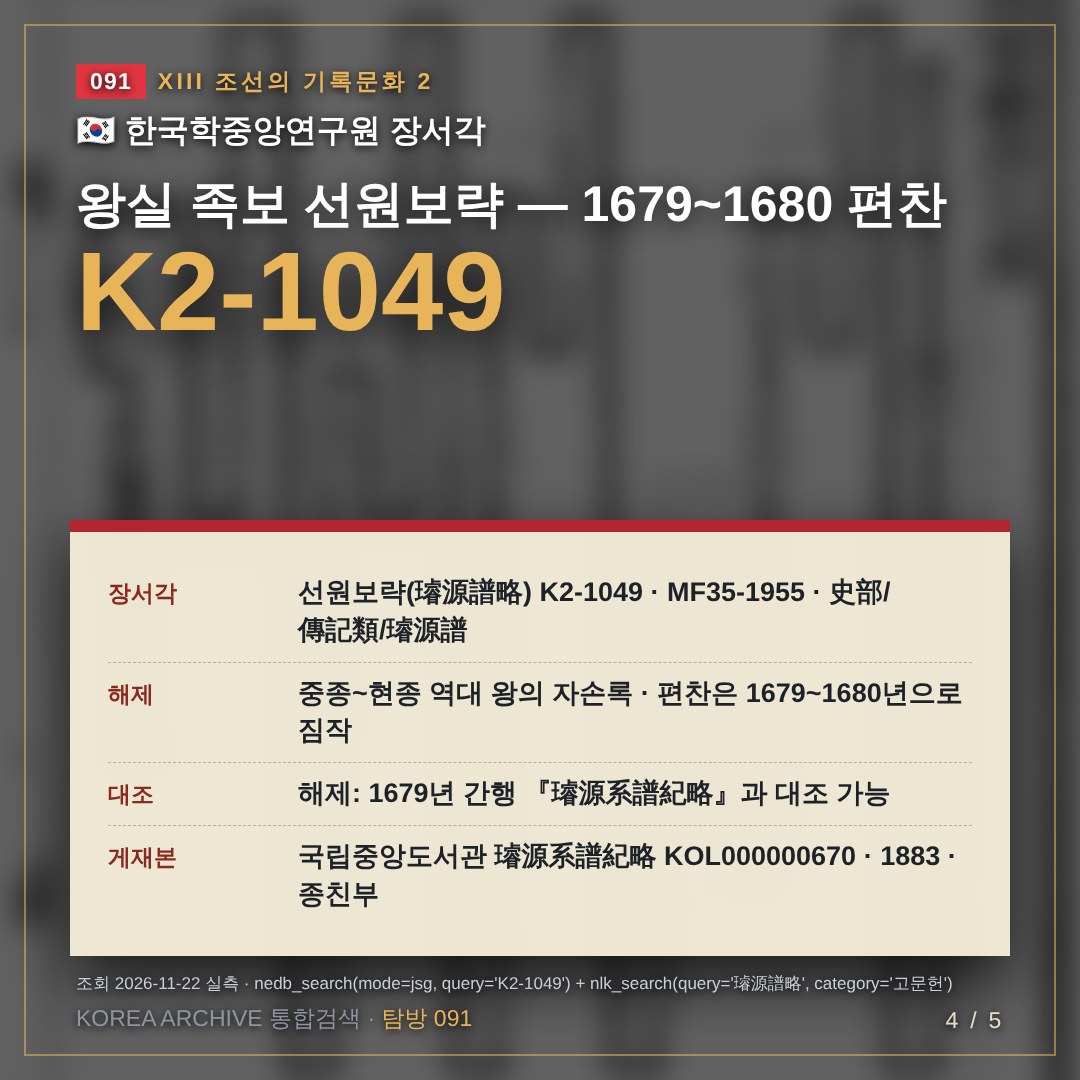 091 XIII 조선의 기록문화 2
🇰🇷 한국학중앙연구원 장서각
왕실 족보 선원보략 — 1679~1680 편찬
K2-1049
장서각 선원보략(璿源譜略) K2-1049 · MF35-1955 · 史部/
傳記類/璿源譜
해제 중종~현종 역대 왕의 자손록 · 편찬은 1679~1680년으로
짐작
대조 해제: 1679년 간행 『璿源系譜紀略』과 대조 가능
게재본 국립중앙도서관 璿源系譜紀略 KOL000000670 · 1883 ·
종친부
조회 2026-11-22 실측 · nedb_search(mode=jsg, query='K2-1049') + nlk_search(query='璿源譜略', category='고문헌')
KOREA ARCHIVE 통합검색 · 탐방 091
4 / 5